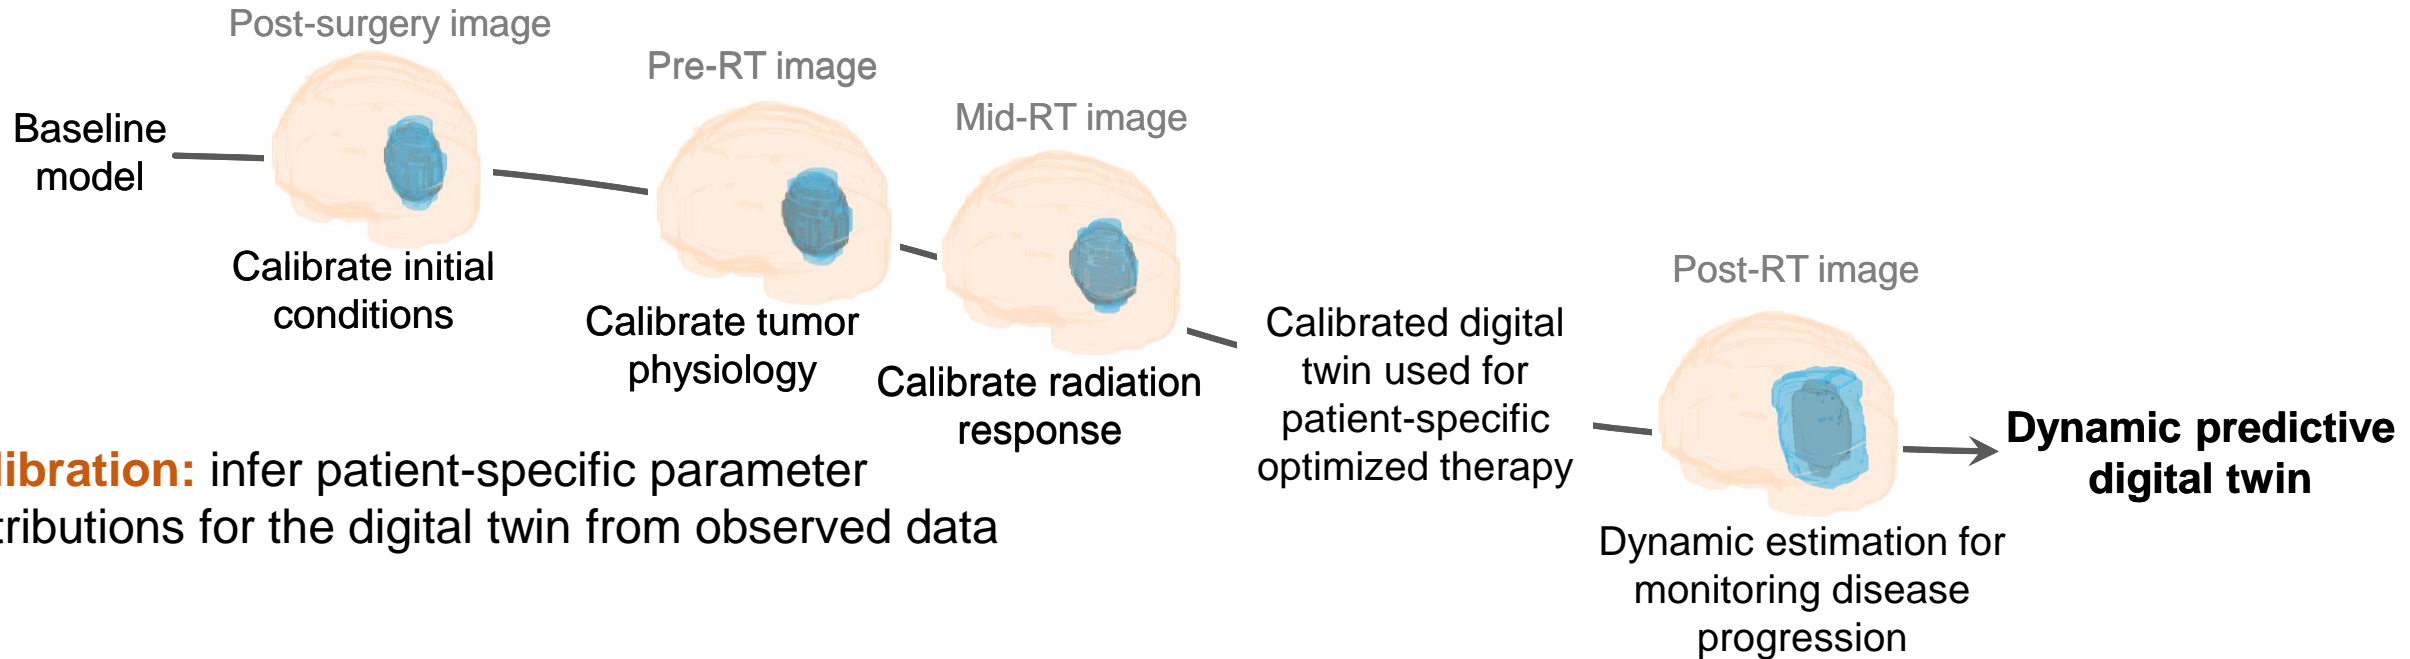 Post-surgery image
Pre-RT image
Mid-RT image
Baseline
model
Calibrate initial
conditions
Calibrate tumor
physiology
Calibrate radiation
response
Calibrated digital
twin used for
patient-specific
optimized therapy
Post-RT image
Dynamic predictive
digital twin
libration: infer patient-specific parameter
tributions for the digital twin from observed data
Dynamic estimation for
monitoring disease
progression